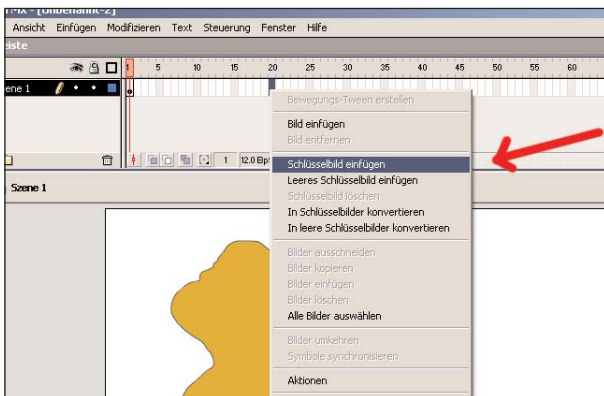 Ansicht Einfügen Modifizieren Text Steuerung Fenster Hilfe
1 5 10 15 20 25 30 35 40 45 50 55 60
1
1 12.0
Bewegungs-Tween erstellen
Bild einfügen
Bild entfernen
Schlüsselbild einfügen
Leeres Schlüsselbild einfügen
Schlüsselbild löschen
In Schlüsselbilder konvertieren
In leere Schlüsselbilder konvertieren
Szene 1
Bilder ausschneiden
Bilder kopieren
Bilder einfügen
Bilder löschen
Alle Bilder auswählen
Bilder umkehren
Symbole synchronisieren
Aktionen